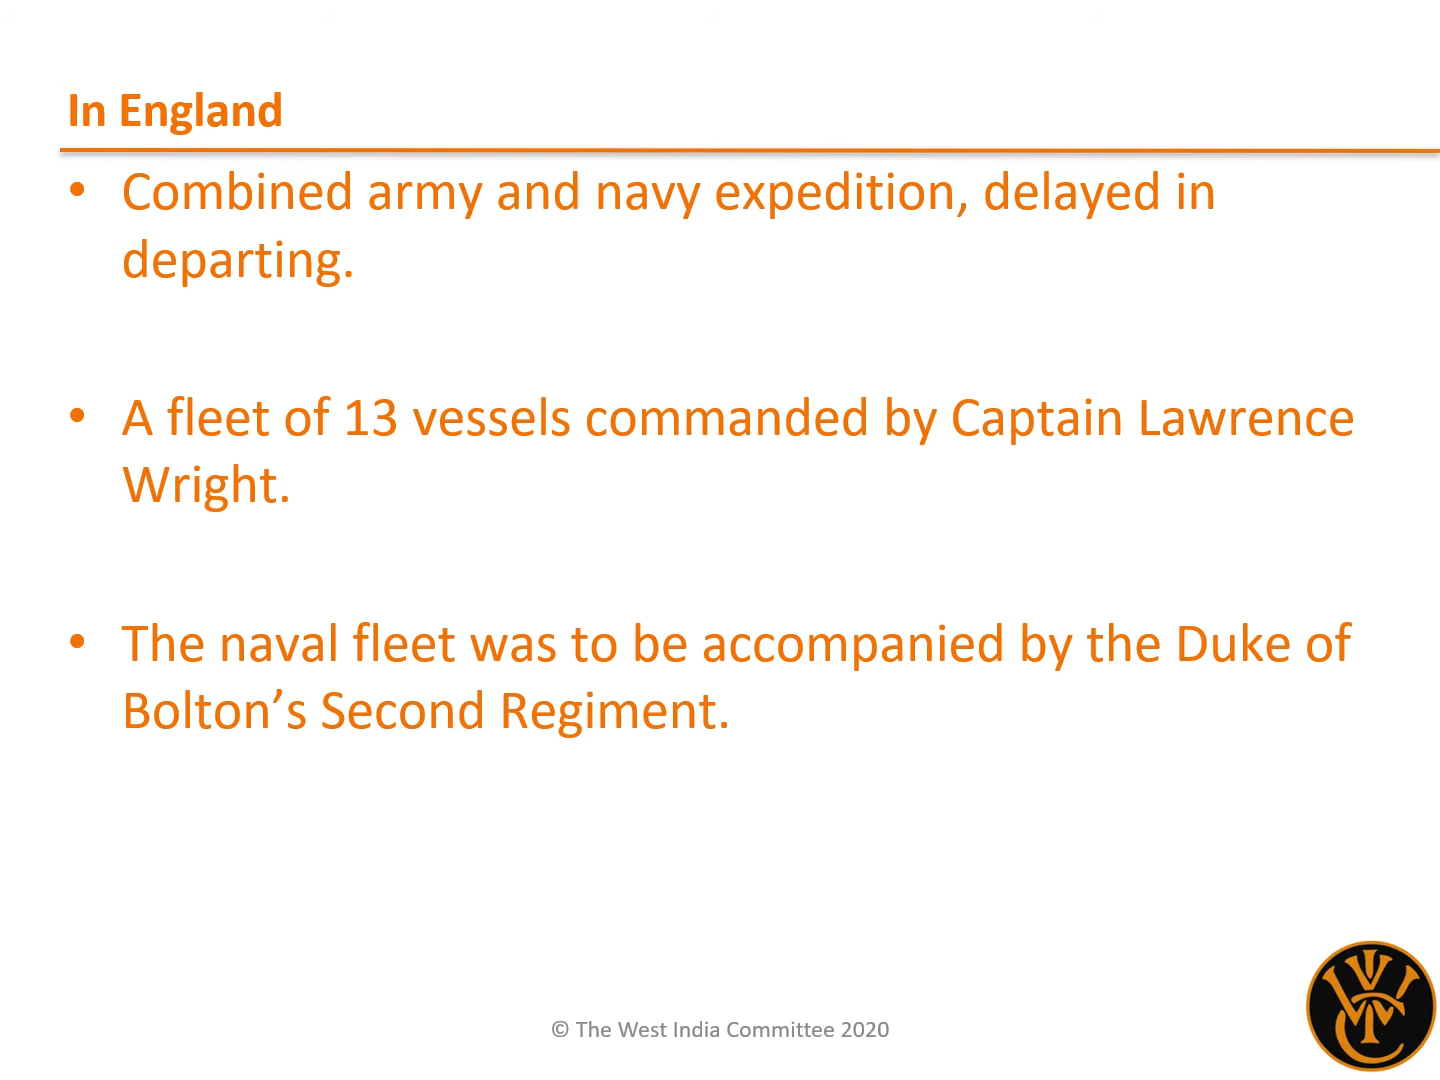 In England
• Combined army and navy expedition, delayed in
departing.
• A fleet of 13 vessels commanded by Captain Lawrence
Wright.
• The naval fleet was to be accompanied by the Duke of
Bolton’s Second Regiment.
© The West India Committee 2020
WIC